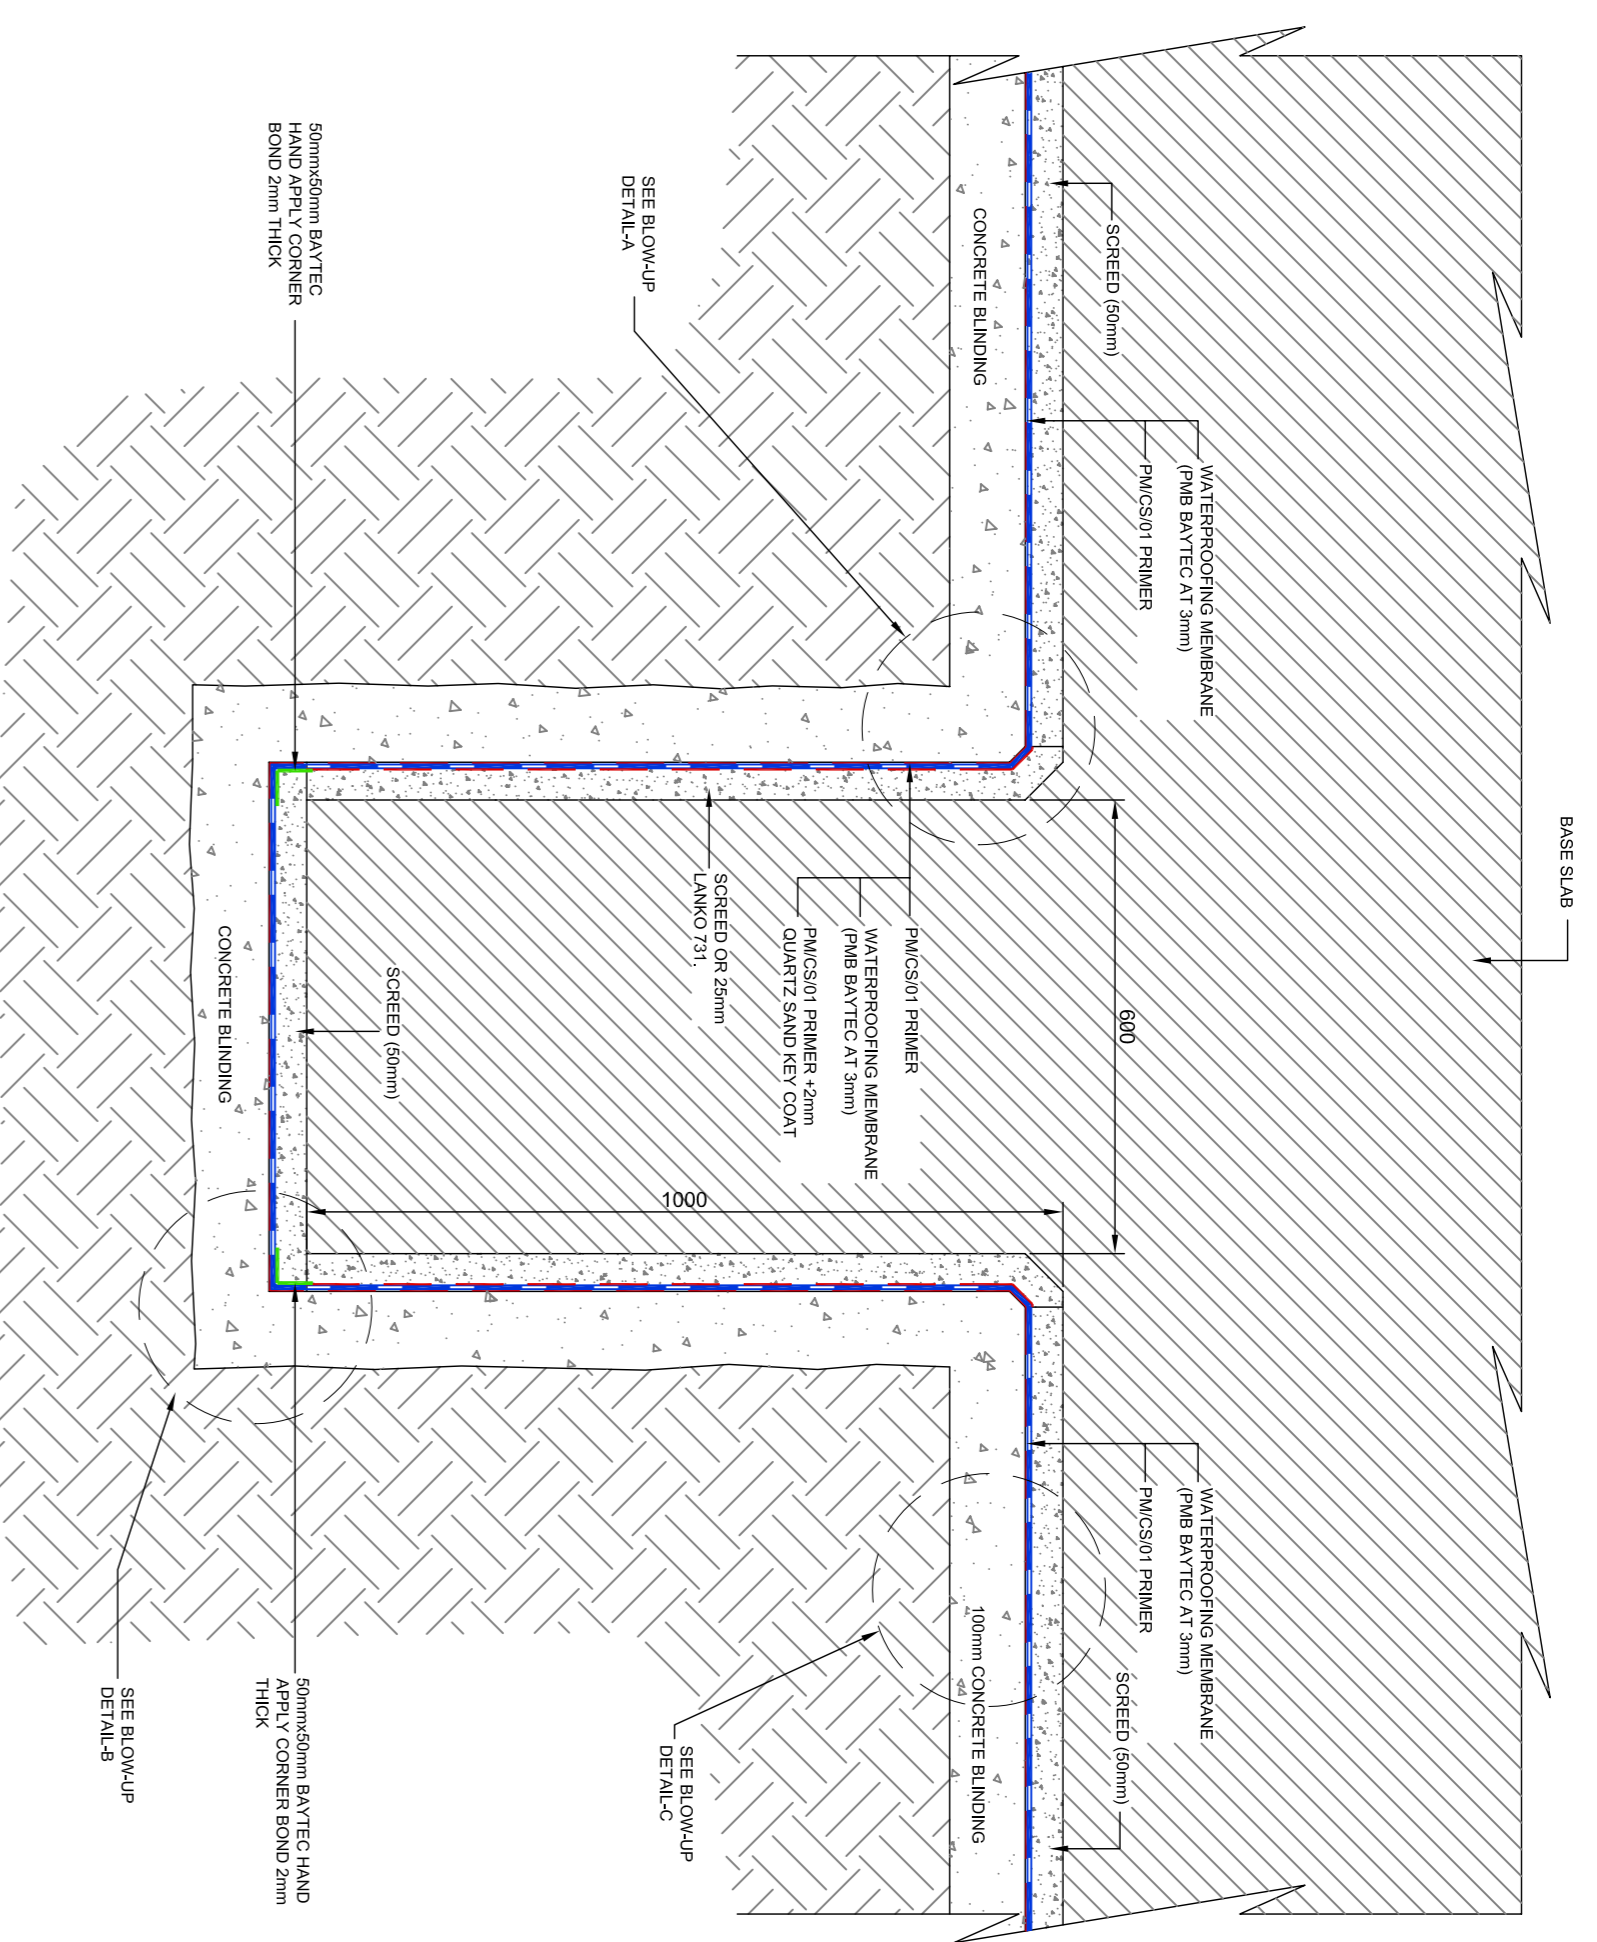 BASE SLAB
WATERPROOFING MEMBRANE
(PMB BAYTEC AT 3mm)
PM/CS/01 PRIMER
SCREED (50mm)
CONCRETE BLINDING
600
WATERPROOFING MEMBRANE
(PMB BAYTEC AT 3mm)
PM/CS/01 PRIMER
SCREED (50mm)
100mm CONCRETE BLINDING
PM/CS/01 PRIMER
WATERPROOFING MEMBRANE
(PMB BAYTEC AT 3mm)
PM/CS/01 PRIMER +2mm
QUARTZ SAND KEY COAT
SCREED OR 25mm
LANKO 731.
1000
SEE BLOW-UP
DETAIL-A
SEE BLOW-UP
DETAIL-C
SCREED (50mm)
50mmx50mm BAYTEC
HAND APPLY CORNER
BOND 2mm THICK
50mmx50mm BAYTEC HAND
APPLY CORNER BOND 2mm
THICK
CONCRETE BLINDING
SEE BLOW-UP
DETAIL-B